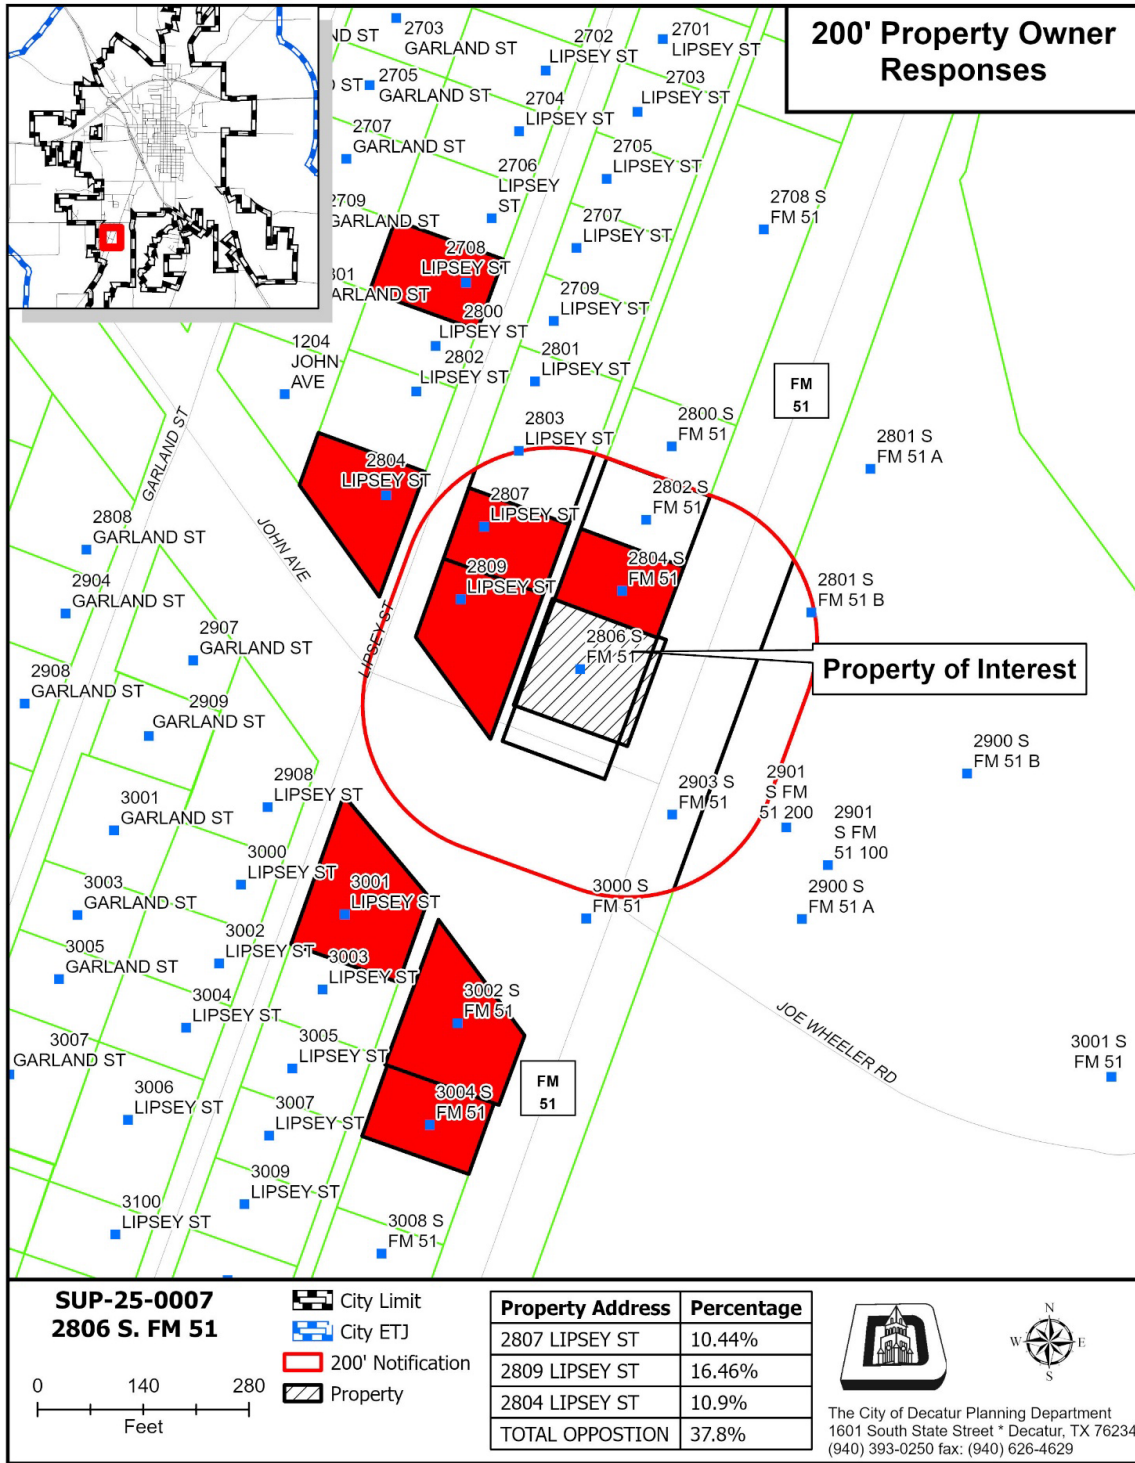 200' Property Owner
Responses
ND ST
2703
GARLAND ST
2702
LIPSEY ST
2701
LIPSEY ST
D ST
2705
GARLAND ST
2704
LIPSEY ST
2703
LIPSEY ST
2707
GARLAND ST
2706
LIPSEY
ST
2705
LIPSEY ST
2709
GARLAND ST
2708
LIPSEY ST
2707
LIPSEY ST
2708 S
FM 51
301
ARLAND ST
2800
LIPSEY ST
2709
LIPSEY ST
1204
JOHN
AVE
2802
LIPSEY ST
2801
LIPSEY ST
FM
51
GARLAND ST
2803
LIPSEY ST
2800 S
FM 51
2801 S
FM 51 A
2804
LIPSEY ST
2807
LIPSEY ST
2802 S
FM 51
2808
GARLAND ST
JOHN AVE
2809
LIPSEY ST
2804 S
FM 51
2801 S
FM 51 B
2904
GARLAND ST
LIPSEY ST
2907
GARLAND ST
2806 S
FM 51
Property of Interest
2908
GARLAND ST
2909
GARLAND ST
2908
LIPSEY ST
2903 S
FM 51
2901
S FM
51 200
2900 S
FM 51 B
3001
GARLAND ST
2901
S FM
51 100
3000
LIPSEY ST
3001
LIPSEY ST
3000 S
FM 51
2900 S
FM 51 A
3003
GARLAND ST
3002
LIPSEY ST
3003
LIPSEY ST
3005
GARLAND ST
3002 S
FM 51
3004
LIPSEY ST
JOE WHEELER RD
3007
GARLAND ST
3005
LIPSEY ST
3001 S
FM 51
3006
LIPSEY ST
3007
LIPSEY ST
3004 S
FM 51
FM
51
3009
LIPSEY ST
3100
LIPSEY ST
3008 S
FM 51
SUP-25-0007
2806 S. FM 51
0 140 280
Feet
City Limit
City ETJ
200' Notification
Property
Property Address Percentage
2807 LIPSEY ST 10.44%
2809 LIPSEY ST 16.46%
2804 LIPSEY ST 10.9%
TOTAL OPPOSTION 37.8%
N
W E
S
The City of Decatur Planning Department
1601 South State Street * Decatur, TX 76234
(940) 393-0250 fax: (940) 626-4629